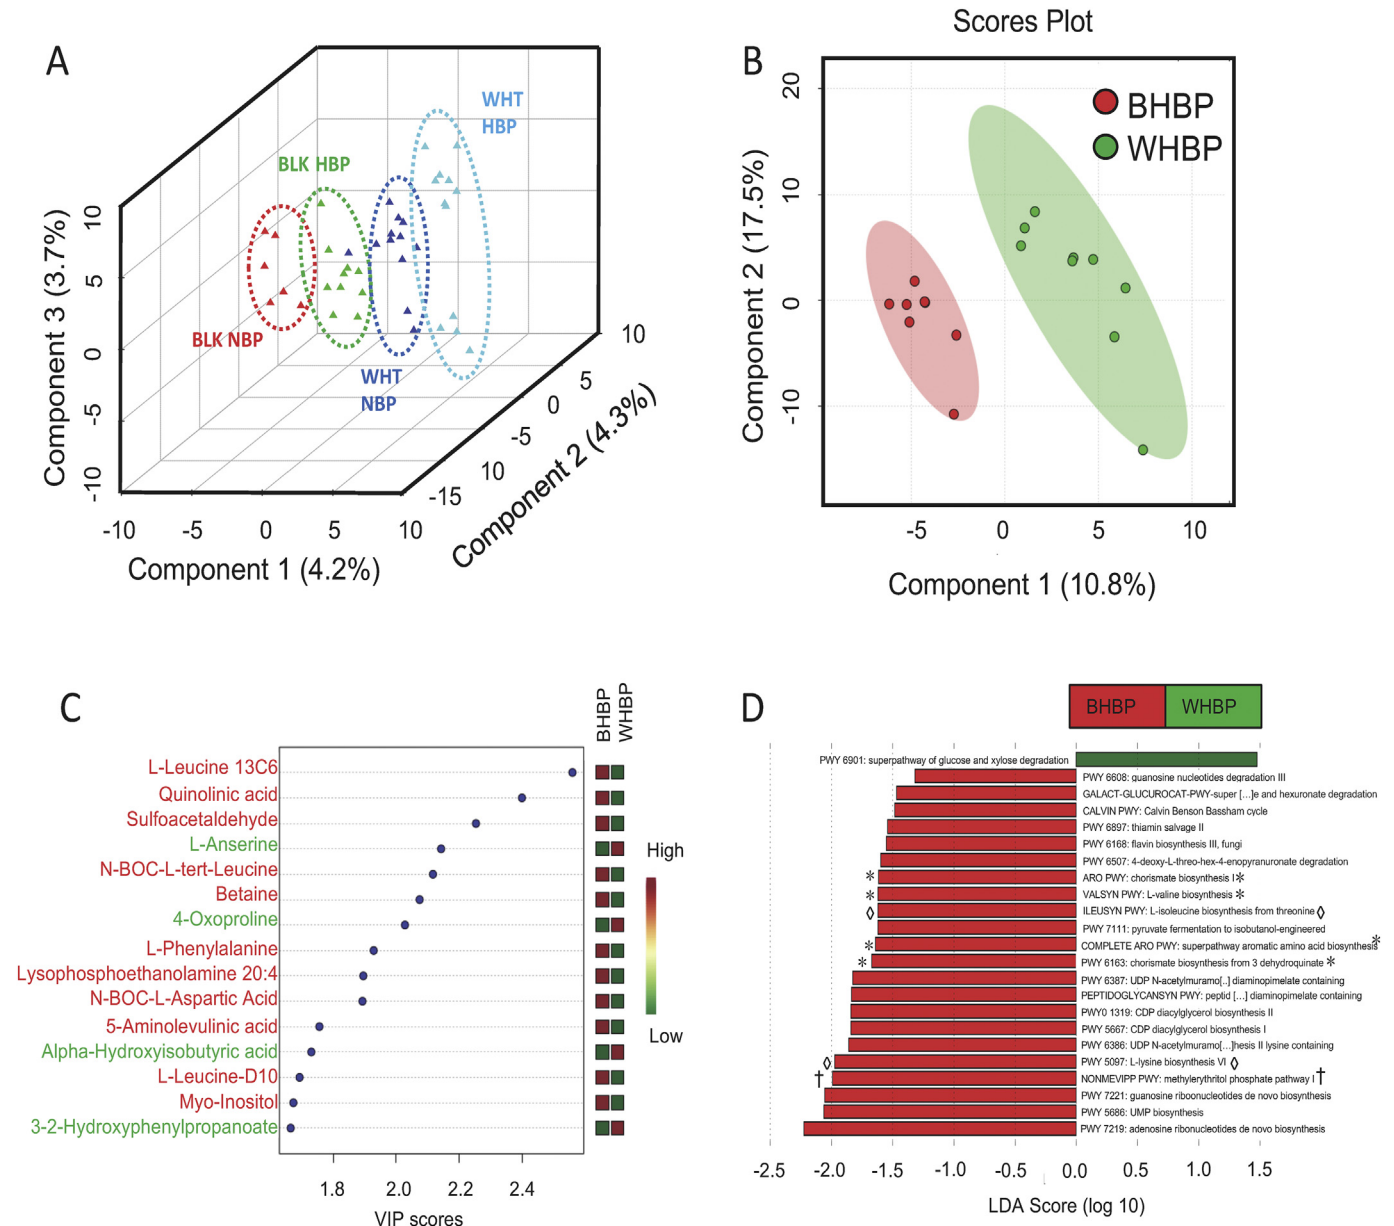 A
WHT
HBP
BLK HBP
BLK NBP
WHT
NBP
10
5
0
-5
-10
Component 3 (3.7%)
-10
-5
0
5
10
Component 1 (4.2%)
-15
10
-5
0
5
10
Component 2 (4.3%)
Scores Plot
B
BHBP
WHBP
20
10
0
-10
Component 2 (17.5%)
-5
0
5
10
Component 1 (10.8%)
C
BHBP
WHBP
L-Leucine 13C6
Quinolinic acid
Sulfoacetaldehyde
L-Anserine
N-BOC-L-tert-Leucine
Betaine
4-Oxoproline
L-Phenylalanine
Lysophosphoethanolamine 20:4
N-BOC-L-Aspartic Acid
5-Aminolevulinic acid
Alpha-Hydroxyisobutyric acid
L-Leucine-D10
Myo-Inositol
3-2-Hydroxyphenylpropanoate
High
Low
1.8 2.0 2.2 2.4
VIP scores
D
BHBP WHBP
PWY 6901: superpathway of glucose and xylose degradation
PWY 6608: guanosine nucleotides degradation III
GALACT-GLUCUROCAT-PWY-super [...]e and hexuronate degradation
CALVIN PWY: Calvin Benson Bassham cycle
PWY 6897: thiamin salvage II
PWY 6168: flavin biosynthesis III, fungi
PWY 6507: 4-deoxy-L-threo-hex-4-enopyranuronate degradation
* ARO PWY: chorismate biosynthesis I*
* VALSYN PWY: L-valine biosynthesis *
◊ ILEUSYN PWY: L-isoleucine biosynthesis from threonine ◊
PWY 7111: pyruvate fermentation to isobutanol-engineered
* COMPLETE ARO PWY: superpathway aromatic amino acid biosynthesis*
* PWY 6163: chorismate biosynthesis from 3 dehydroquinate *
PWY 6387: UDP N-acetylmuramo[..] diaminopimelate containing
PEPTIDOGLYCANSYN PWY: peptid [...] diaminopimelate containing
PWY0 1319: CDP diacylglycerol biosynthesis II
PWY 5667: CDP diacylglycerol biosynthesis I
PWY 6386: UDP N-acetylmuramo[...]hesis II lysine containing
◊ PWY 5097: L-lysine biosynthesis VI ◊
† NONMEVIPP PWY: methylerythritol phosphate pathway I †
PWY 7221: guanosine riboonucleotides de novo biosynthesis
PWY 5686: UMP biosynthesis
PWY 7219: adenosine ribonucleotides de novo biosynthesis
-2.5 -2.0 -1.5 -1.0 -0.5 0.0 0.5 1.0 1.5
LDA Score (log 10)